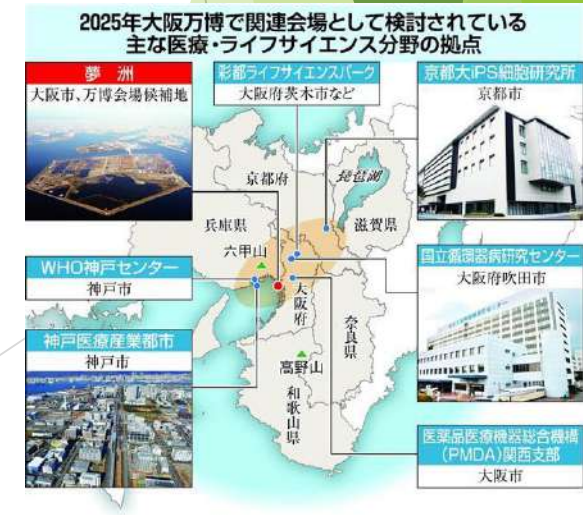 2025年大阪万博で関連会場として検討されている
主な医療・ライフサイエンス分野の拠点
夢洲
大阪市、万博会場候補地
彩都ライフサイエンスパーク
大阪府茨木市など
京都大iPS細胞研究所
京都市
京都府
琵琶湖
兵庫県
滋賀県
六甲山
WHO神戸センター
神戸市
国立循環器病研究センター
大阪府吹田市
大阪府
奈良県
神戸医療産業都市
神戸市
高野山
和歌山県
医薬品医療機器総合機構
(PMDA)関西支部
大阪市